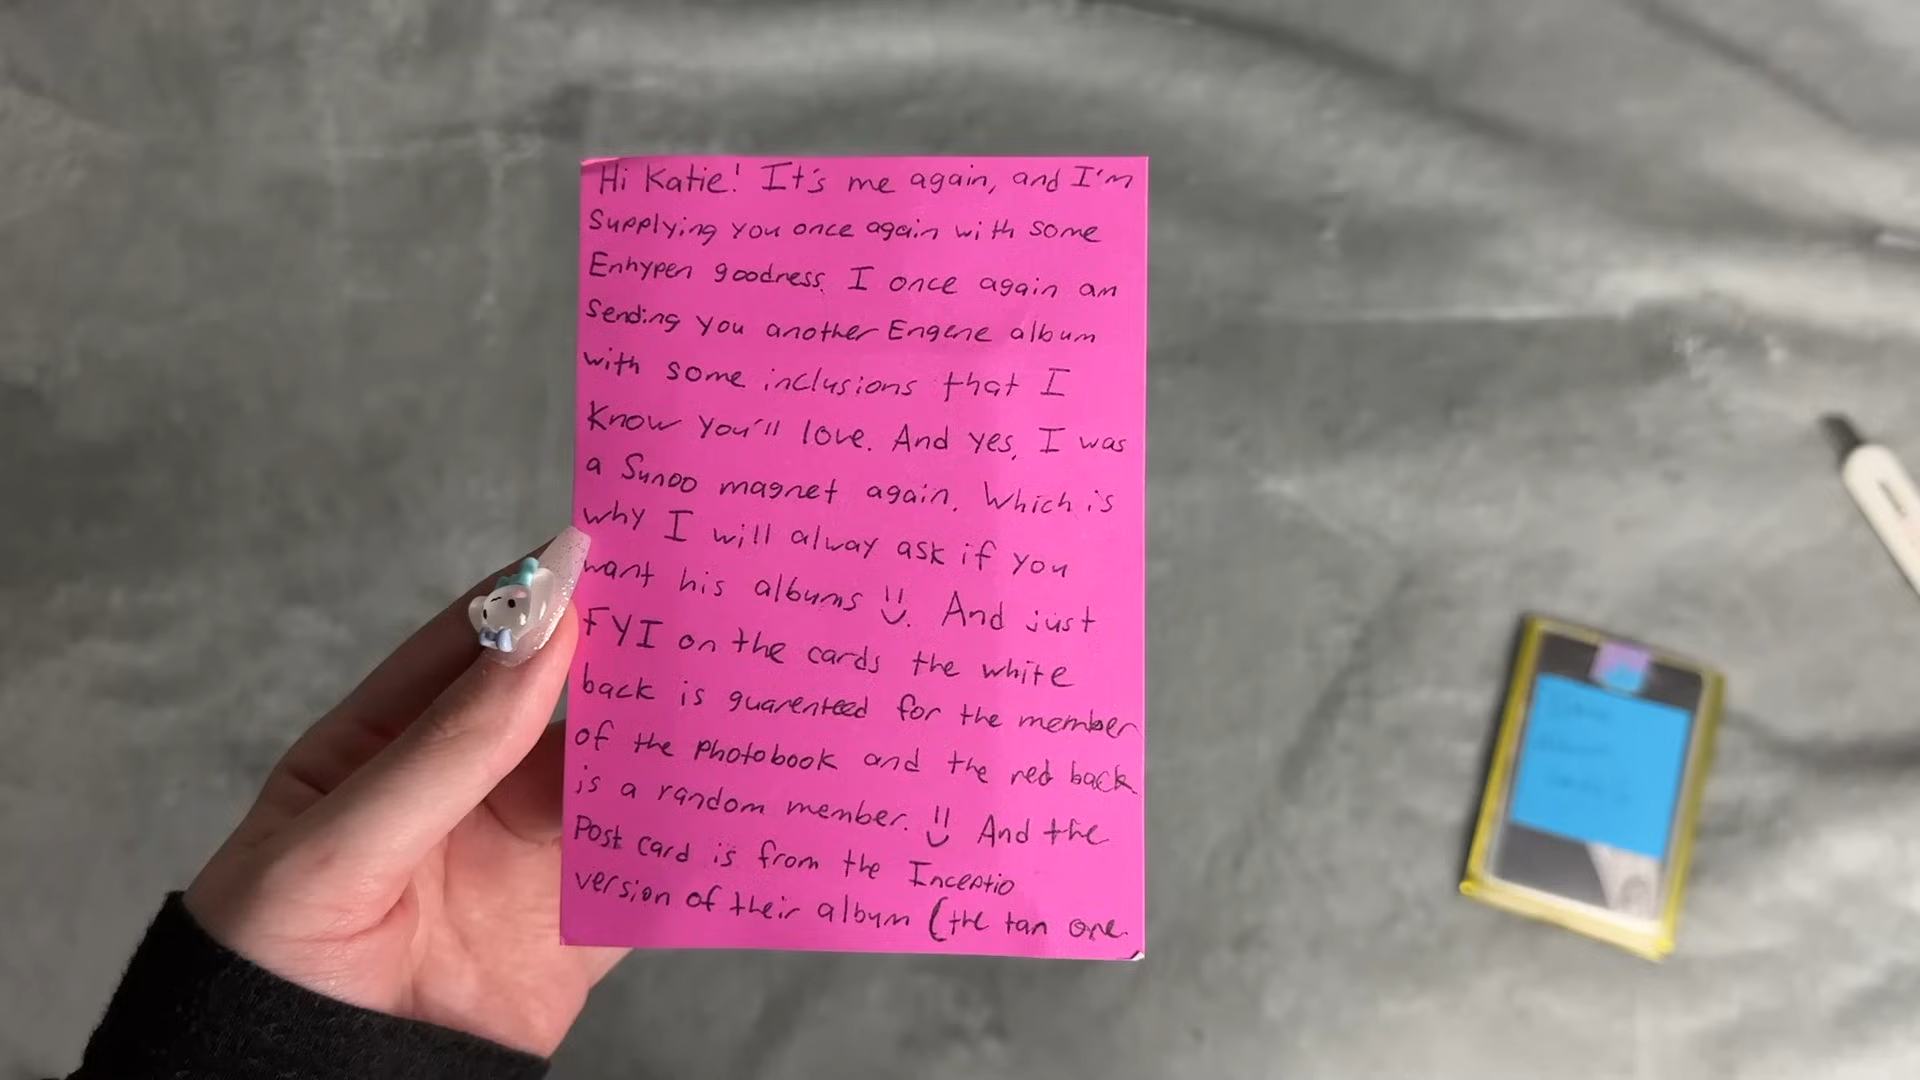 Hi Katie! It's me again, and I'm
Supplying you once again with some
Enhypen goodness. I once again am
Sending you another Engene album
with some inclusions that I
Know you'll love. And yes, I was
a Sunoo magnet again. Which is
why I will alway ask if you
want his albums :). And just
FYI on the cards the white
back is guarenteed for the member
of the Photobook and the red back
is a random member. :) And the
Post card is from the Inceptio
version of their album (the tan one.